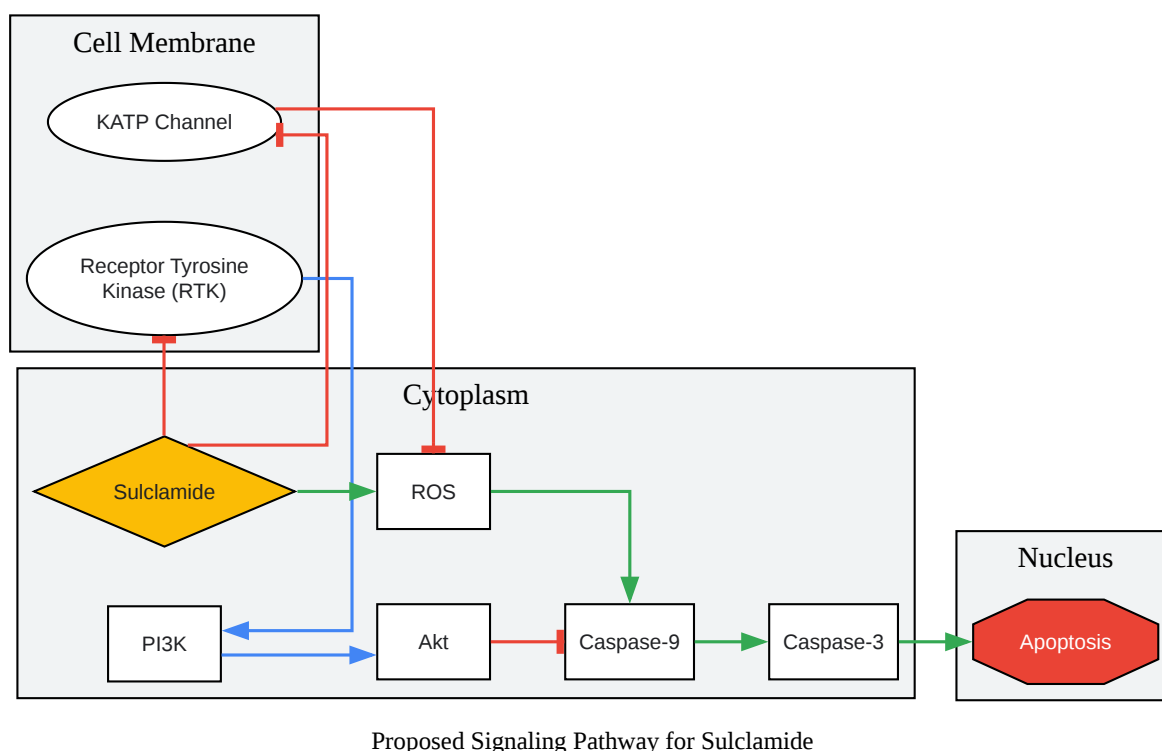 Cell Membrane
KATP Channel
Receptor Tyrosine
Kinase (RTK)
Cytoplasm
Sulclamide
ROS
Nucleus
PI3K
Akt
Caspase-9
Caspase-3
Apoptosis
Proposed Signaling Pathway for Sulclamide